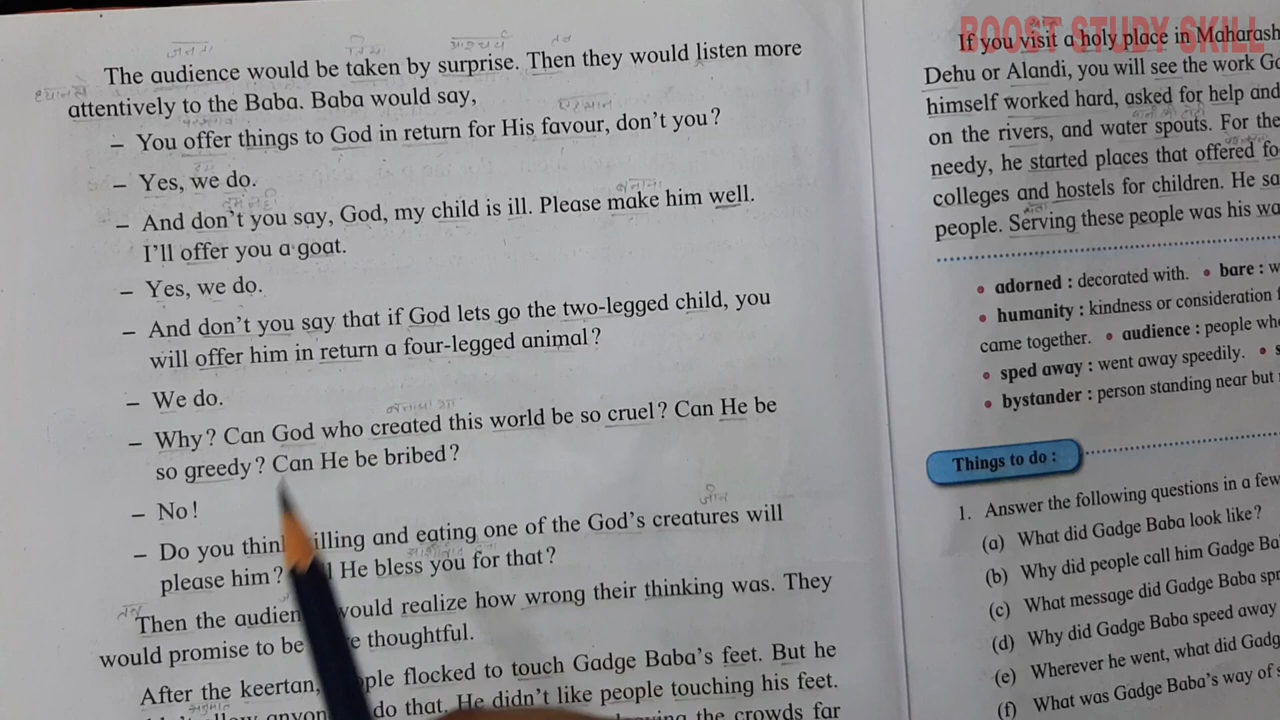 The audience would be taken by surprise. Then they would listen more
attentively to the Baba. Baba would say,
– You offer things to God in return for His favour, don't you?
– Yes, we do.
– And don't you say, God, my child is ill. Please make him well.
I'll offer you a goat.
– Yes, we do.
– And don't you say that if God lets go the two-legged child, you
will offer him in return a four-legged animal?
– We do.
– Why? Can God who created this world be so cruel? Can He be
so greedy? Can He be bribed?
– No!
– Do you think killing and eating one of the God's creatures will
please him? He bless you for that?
Then the audience would realize how wrong their thinking was. They
would promise to be thoughtful.
After the keertan, people flocked to touch Gadge Baba's feet. But he
anyone do that. He didn't like people touching his feet.
the crowds far
BOOST STUDY SKILL
If you visit a holy place in Maharash
Dehu or Alandi, you will see the work
himself worked hard, asked for help and
on the rivers, and water spouts. For the
needy, he started places that offered
colleges and hostels for children. He
people. Serving these people was his
• adorned : decorated with. • bare :
• humanity : kindness or consideration
came together. • audience : people
• sped away : went away speedily. •
• bystander : person standing near but
Things to do :
1. Answer the following questions in a few
(a) What did Gadge Baba look like?
(b) Why did people call him Gadge
(c) What message did Gadge Baba
(d) Why did Gadge Baba speed away
(e) Wherever he went, what did
(f) What was Gadge Baba's way of